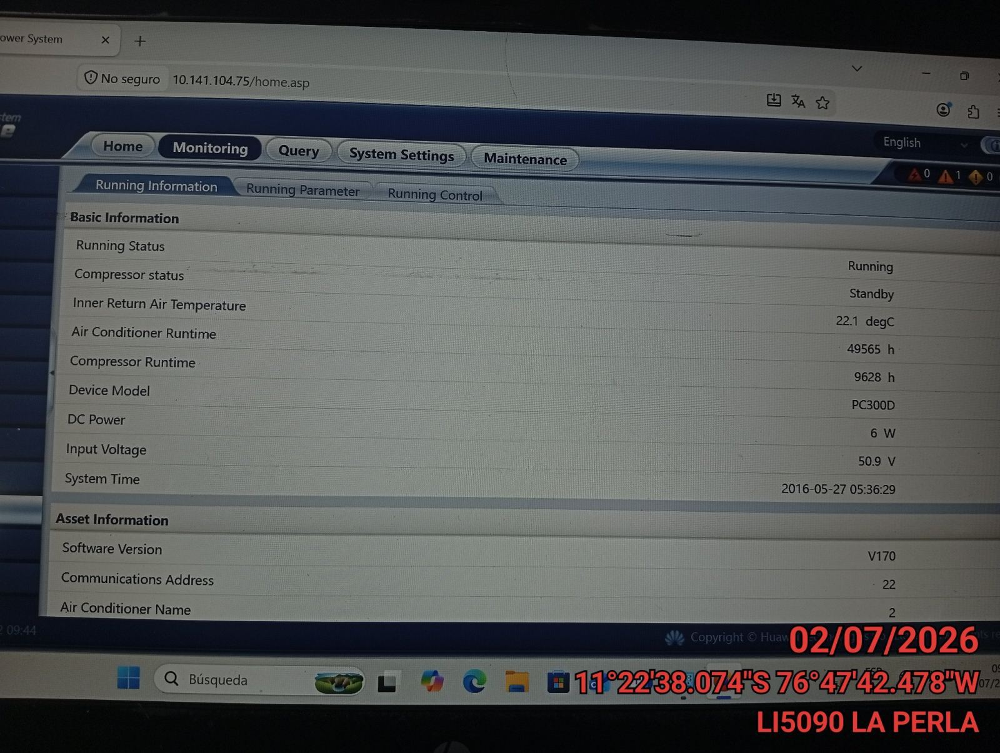 ower System
No seguro 10.141.104.75/home.asp
stem
e
Home Monitoring Query System Settings Maintenance
English
0 1 0
Running Information Running Parameter Running Control
Basic Information
Running Status Running
Compressor status Standby
Inner Return Air Temperature 22.1 degC
Air Conditioner Runtime 49565 h
Compressor Runtime 9628 h
Device Model PC300D
DC Power 6 W
Input Voltage 50.9 V
System Time 2016-05-27 05:36:29
Asset Information
Software Version V170
Communications Address 22
Air Conditioner Name 2
2 09:44
Copyright © Huaw
02/07/2026
Búsqueda
11°22'38.074"S 76°47'42.478"W
LI5090 LA PERLA